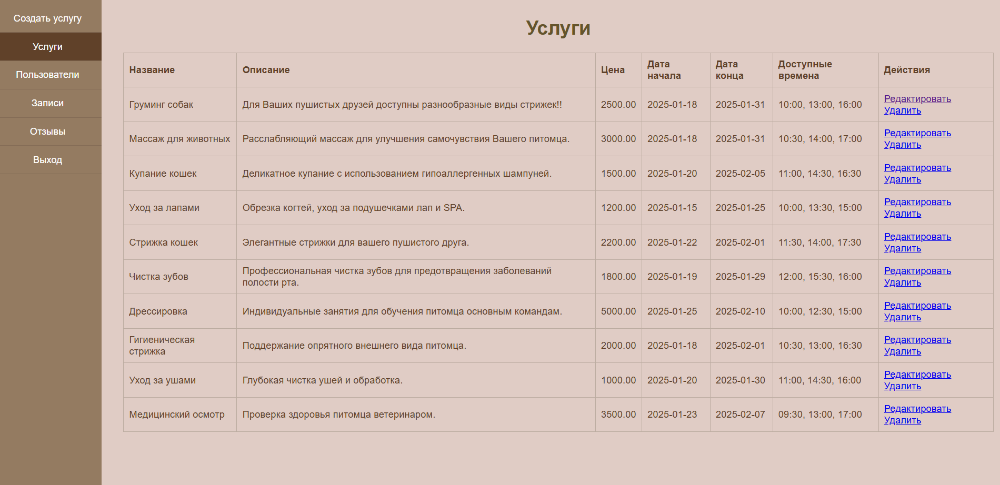 Создать услугу
Услуги
Пользователи
Записи
Отзывы
Выход
Услуги
Название Описание Цена Дата начала Дата конца Доступные времена Действия
Груминг собак Для Ваших пушистых друзей доступны разнообразные виды стрижек!! 2500.00 2025-01-18 2025-01-31 10:00, 13:00, 16:00 Редактировать Удалить
Массаж для животных Расслабляющий массаж для улучшения самочувствия Вашего питомца. 3000.00 2025-01-18 2025-01-31 10:30, 14:00, 17:00 Редактировать Удалить
Купание кошек Деликатное купание с использованием гипоаллергенных шампуней. 1500.00 2025-01-20 2025-02-05 11:00, 14:30, 16:30 Редактировать Удалить
Уход за лапами Обрезка когтей, уход за подушечками лап и SPA. 1200.00 2025-01-15 2025-01-25 10:00, 13:30, 15:00 Редактировать Удалить
Стрижка кошек Элегантные стрижки для вашего пушистого друга. 2200.00 2025-01-22 2025-02-01 11:30, 14:00, 17:30 Редактировать Удалить
Чистка зубов Профессиональная чистка зубов для предотвращения заболеваний полости рта. 1800.00 2025-01-19 2025-01-29 12:00, 15:30, 16:00 Редактировать Удалить
Дрессировка Индивидуальные занятия для обучения питомца основным командам. 5000.00 2025-01-25 2025-02-10 10:00, 12:30, 15:00 Редактировать Удалить
Гигиеническая стрижка Поддержание опрятного внешнего вида питомца. 2000.00 2025-01-18 2025-02-01 10:30, 13:00, 16:30 Редактировать Удалить
Уход за ушами Глубокая чистка ушей и обработка. 1000.00 2025-01-20 2025-01-30 11:00, 14:30, 16:00 Редактировать Удалить
Медицинский осмотр Проверка здоровья питомца ветеринаром. 3500.00 2025-01-23 2025-02-07 09:30, 13:00, 17:00 Редактировать Удалить